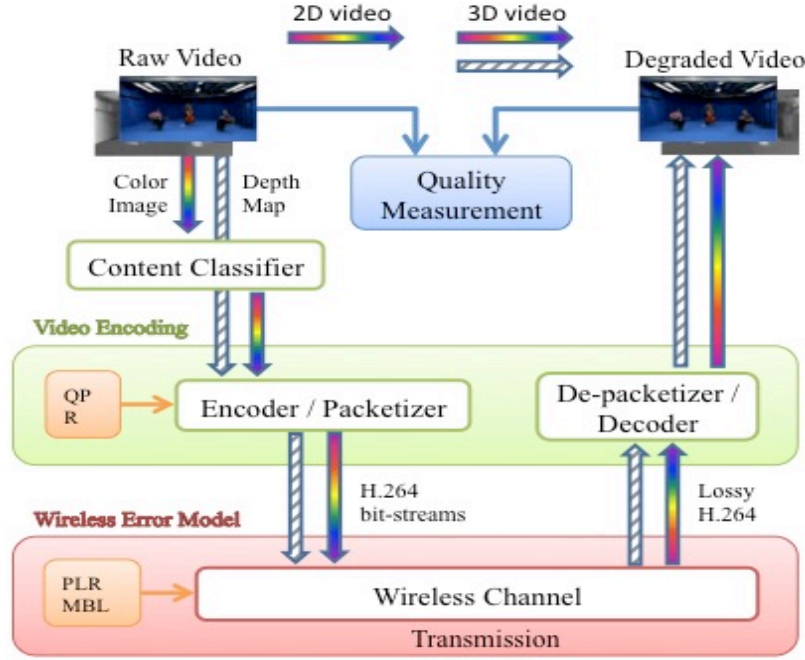 2D video
3D video
Raw Video
Degraded Video
Color
Image
Depth
Map
Quality
Measurement
Content Classifier
Video Encoding
QP
R
Encoder / Packetizer
De-packetizer /
Decoder
H.264
bit-streams
Lossy
H.264
Wireless Error Model
PLR
MBL
Wireless Channel
Transmission